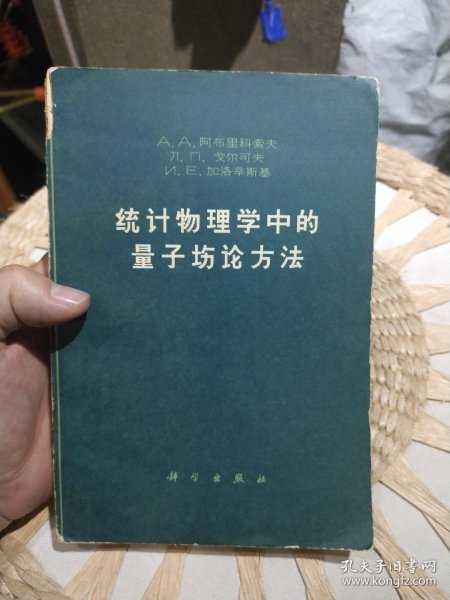 А. А. 阿布里科索夫
Л. П. 戈尔可夫
И. Е. 加洛辛斯基
统计物理学中的
量子场论方法
科学出版社
孔夫子旧书网
www.kongfz.com